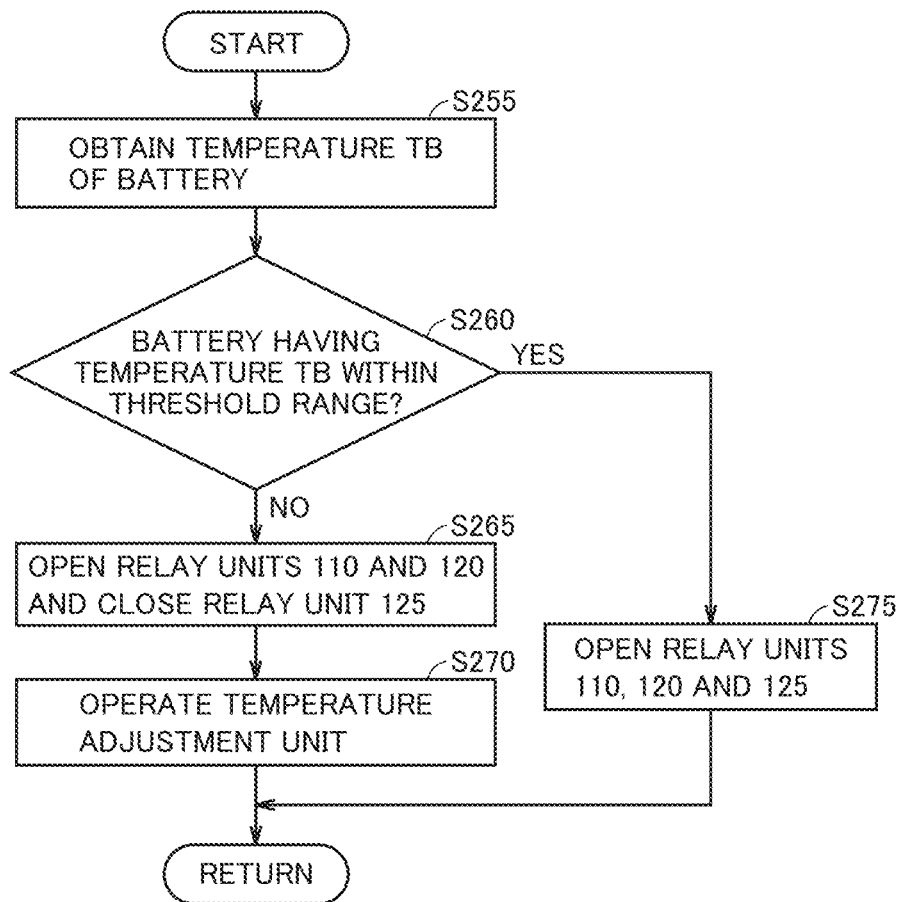 START
S255
OBTAIN TEMPERATURE TB
OF BATTERY
S260
BATTERY HAVING
TEMPERATURE TB WITHIN
THRESHOLD RANGE?
YES
NO
S265
OPEN RELAY UNITS 110 AND 120
AND CLOSE RELAY UNIT 125
S275
OPEN RELAY UNITS
110, 120 AND 125
S270
OPERATE TEMPERATURE
ADJUSTMENT UNIT
RETURN